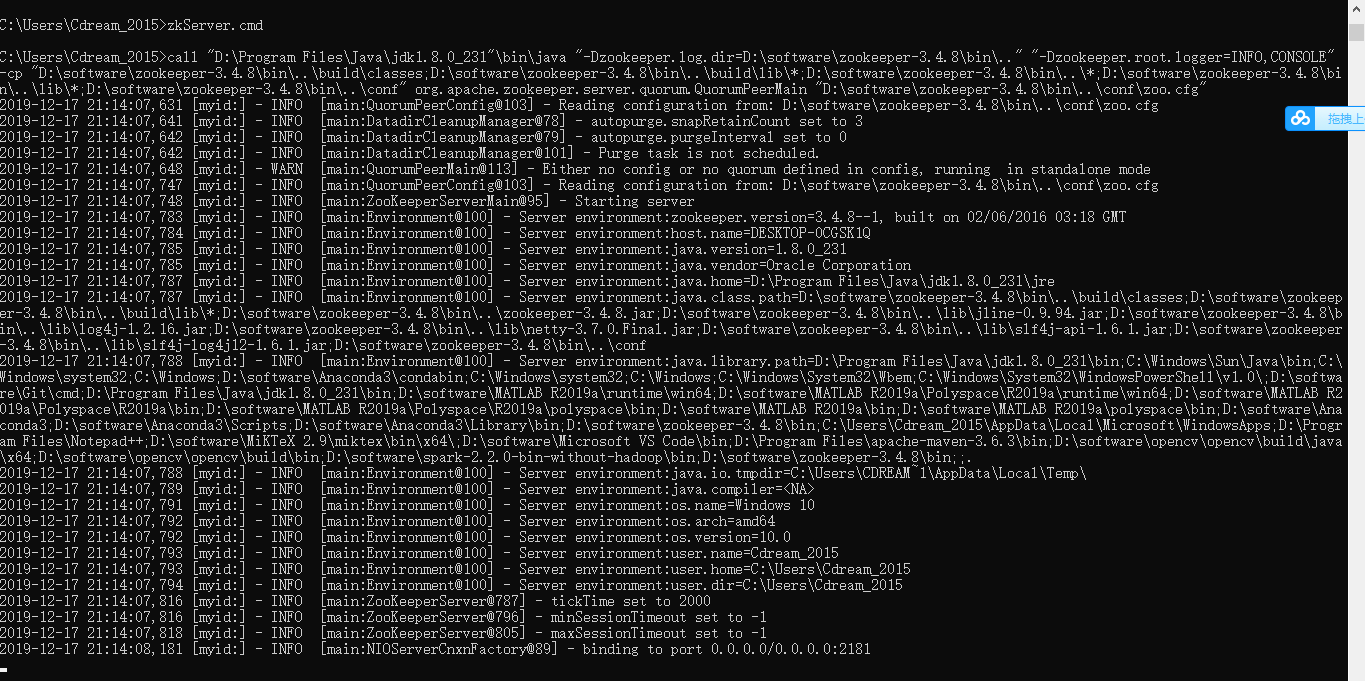 C:\Users\Cdream_2015>zkServer.cmd
C:\Users\Cdream_2015>call "D:\Program Files\Java\jdk1.8.0_231"\bin\java "-Dzookeeper.log.dir=D:\software\zookeeper-3.4.8\bin\.." "-Dzookeeper.root.logger=INFO,CONSOLE"
-cp "D:\software\zookeeper-3.4.8\bin\..\build\classes;D:\software\zookeeper-3.4.8\bin\..\build\lib\*;D:\software\zookeeper-3.4.8\bin\..\*;D:\software\zookeeper-3.4.8\bi
n\..\lib\*;D:\software\zookeeper-3.4.8\bin\..\conf" org.apache.zookeeper.server.quorum.QuorumPeerMain "D:\software\zookeeper-3.4.8\bin\..\conf\zoo.cfg"
2019-12-17 21:14:07,631 [myid:] - INFO  [main:QuorumPeerConfig@103] - Reading configuration from: D:\software\zookeeper-3.4.8\bin\..\conf\zoo.cfg
2019-12-17 21:14:07,641 [myid:] - INFO  [main:DatadirCleanupManager@78] - autopurge.snapRetainCount set to 3
2019-12-17 21:14:07,642 [myid:] - INFO  [main:DatadirCleanupManager@79] - autopurge.purgeInterval set to 0
2019-12-17 21:14:07,642 [myid:] - INFO  [main:DatadirCleanupManager@101] - Purge task is not scheduled.
2019-12-17 21:14:07,648 [myid:] - WARN  [main:QuorumPeerMain@113] - Either no config or no quorum defined in config, running  in standalone mode
2019-12-17 21:14:07,747 [myid:] - INFO  [main:QuorumPeerConfig@103] - Reading configuration from: D:\software\zookeeper-3.4.8\bin\..\conf\zoo.cfg
2019-12-17 21:14:07,748 [myid:] - INFO  [main:ZooKeeperServerMain@95] - Starting server
2019-12-17 21:14:07,783 [myid:] - INFO  [main:Environment@100] - Server environment:zookeeper.version=3.4.8--1, built on 02/06/2016 03:18 GMT
2019-12-17 21:14:07,784 [myid:] - INFO  [main:Environment@100] - Server environment:host.name=DESKTOP-0CGSK1Q
2019-12-17 21:14:07,785 [myid:] - INFO  [main:Environment@100] - Server environment:java.version=1.8.0_231
2019-12-17 21:14:07,785 [myid:] - INFO  [main:Environment@100] - Server environment:java.vendor=Oracle Corporation
2019-12-17 21:14:07,787 [myid:] - INFO  [main:Environment@100] - Server environment:java.home=D:\Program Files\Java\jdk1.8.0_231\jre
2019-12-17 21:14:07,787 [myid:] - INFO  [main:Environment@100] - Server environment:java.class.path=D:\software\zookeeper-3.4.8\bin\..\build\classes;D:\software\zookeep
er-3.4.8\bin\..\build\lib\*;D:\software\zookeeper-3.4.8\bin\..\zookeeper-3.4.8.jar;D:\software\zookeeper-3.4.8\bin\..\lib\jline-0.9.94.jar;D:\software\zookeeper-3.4.8\b
in\..\lib\log4j-1.2.16.jar;D:\software\zookeeper-3.4.8\bin\..\lib\netty-3.7.0.Final.jar;D:\software\zookeeper-3.4.8\bin\..\lib\slf4j-api-1.6.1.jar;D:\software\zookeeper
-3.4.8\bin\..\lib\slf4j-log4j12-1.6.1.jar;D:\software\zookeeper-3.4.8\bin\..\conf
2019-12-17 21:14:07,788 [myid:] - INFO  [main:Environment@100] - Server environment:java.library.path=D:\Program Files\Java\jdk1.8.0_231\bin;C:\Windows\Sun\Java\bin;C:\
Windows\system32;C:\Windows;D:\software\Anaconda3\condabin;C:\Windows\system32;C:\Windows;C:\Windows\System32\Wbem;C:\Windows\System32\WindowsPowerShell\v1.0\;D:\softwa
re\Git\cmd;D:\Program Files\Java\jdk1.8.0_231\bin;D:\software\MATLAB R2019a\runtime\win64;D:\software\MATLAB R2019a\Polyspace\R2019a\runtime\win64;D:\software\MATLAB R2
019a\Polyspace\R2019a\bin;D:\software\MATLAB R2019a\Polyspace\R2019a\polyspace\bin;D:\software\MATLAB R2019a\bin;D:\software\MATLAB R2019a\polyspace\bin;D:\software\Ana
conda3;D:\software\Anaconda3\Scripts;D:\software\Anaconda3\Library\bin;D:\software\zookeeper-3.4.8\bin;C:\Users\Cdream_2015\AppData\Local\Microsoft\WindowsApps;D:\Progr
am Files\Notepad++;D:\software\MiKTeX 2.9\miktex\bin\x64\;D:\software\Microsoft VS Code\bin;D:\Program Files\apache-maven-3.6.3\bin;D:\software\opencv\opencv\build\java
\x64;D:\software\opencv\opencv\build\bin;D:\software\spark-2.2.0-bin-without-hadoop\bin;D:\software\zookeeper-3.4.8\bin;;.
2019-12-17 21:14:07,788 [myid:] - INFO  [main:Environment@100] - Server environment:java.io.tmpdir=C:\Users\CDREAM~1\AppData\Local\Temp\
2019-12-17 21:14:07,789 [myid:] - INFO  [main:Environment@100] - Server environment:java.compiler=<NA>
2019-12-17 21:14:07,791 [myid:] - INFO  [main:Environment@100] - Server environment:os.name=Windows 10
2019-12-17 21:14:07,792 [myid:] - INFO  [main:Environment@100] - Server environment:os.arch=amd64
2019-12-17 21:14:07,792 [myid:] - INFO  [main:Environment@100] - Server environment:os.version=10.0
2019-12-17 21:14:07,793 [myid:] - INFO  [main:Environment@100] - Server environment:user.name=Cdream_2015
2019-12-17 21:14:07,793 [myid:] - INFO  [main:Environment@100] - Server environment:user.home=C:\Users\Cdream_2015
2019-12-17 21:14:07,794 [myid:] - INFO  [main:Environment@100] - Server environment:user.dir=C:\Users\Cdream_2015
2019-12-17 21:14:07,816 [myid:] - INFO  [main:ZooKeeperServer@787] - tickTime set to 2000
2019-12-17 21:14:07,816 [myid:] - INFO  [main:ZooKeeperServer@796] - minSessionTimeout set to -1
2019-12-17 21:14:07,818 [myid:] - INFO  [main:ZooKeeperServer@805] - maxSessionTimeout set to -1
2019-12-17 21:14:08,181 [myid:] - INFO  [main:NIOServerCnxnFactory@89] - binding to port 0.0.0.0/0.0.0.0:2181
拖拽上